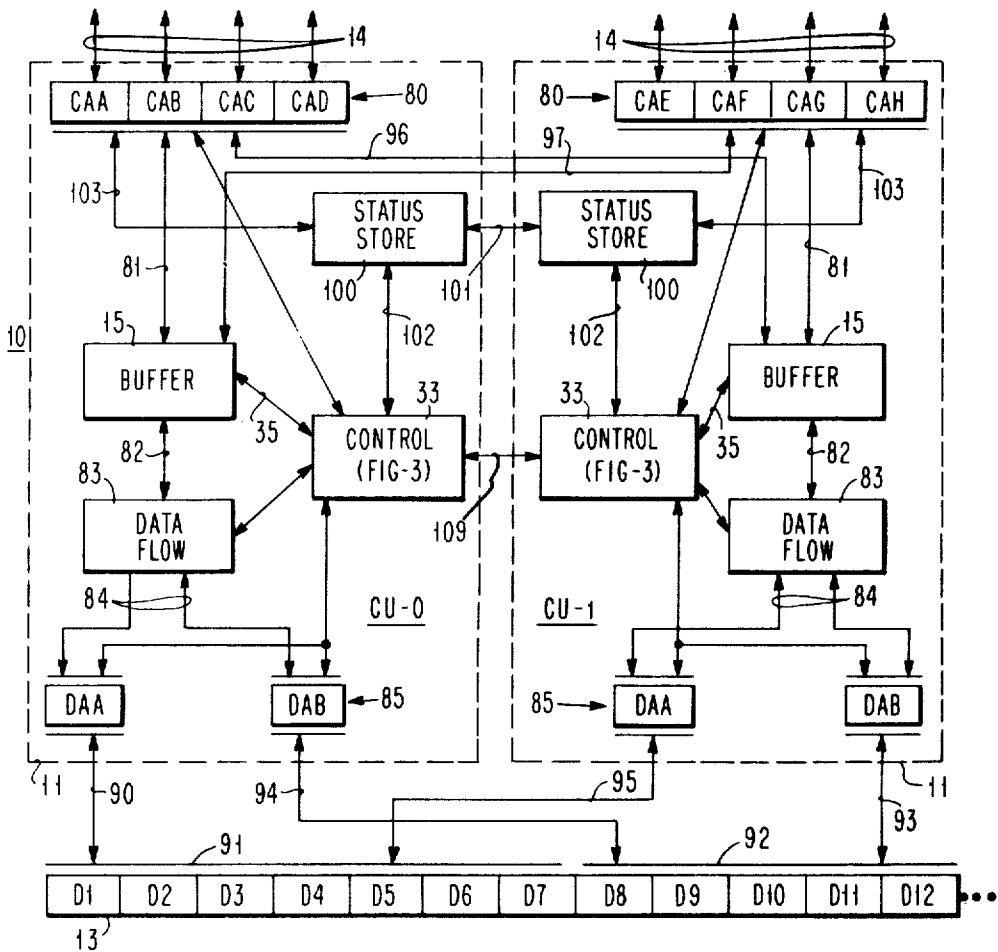 14 14
CAA CAB CAC CAD 80 80 CAE CAF CAG CAH
96
97
103 103
STATUS STORE STATUS STORE
81 100 101 100 81
102 102
10
15 15
BUFFER BUFFER
35 33 33 35
CONTROL (FIG-3) CONTROL (FIG-3)
82 82
83 109 83
DATA FLOW DATA FLOW
84 84
CU-0 CU-1
DAA DAB 85 85 DAA DAB
11 90 94 95 93 11
91 92
D1 D2 D3 D4 D5 D6 D7 D8 D9 D10 D11 D12
13